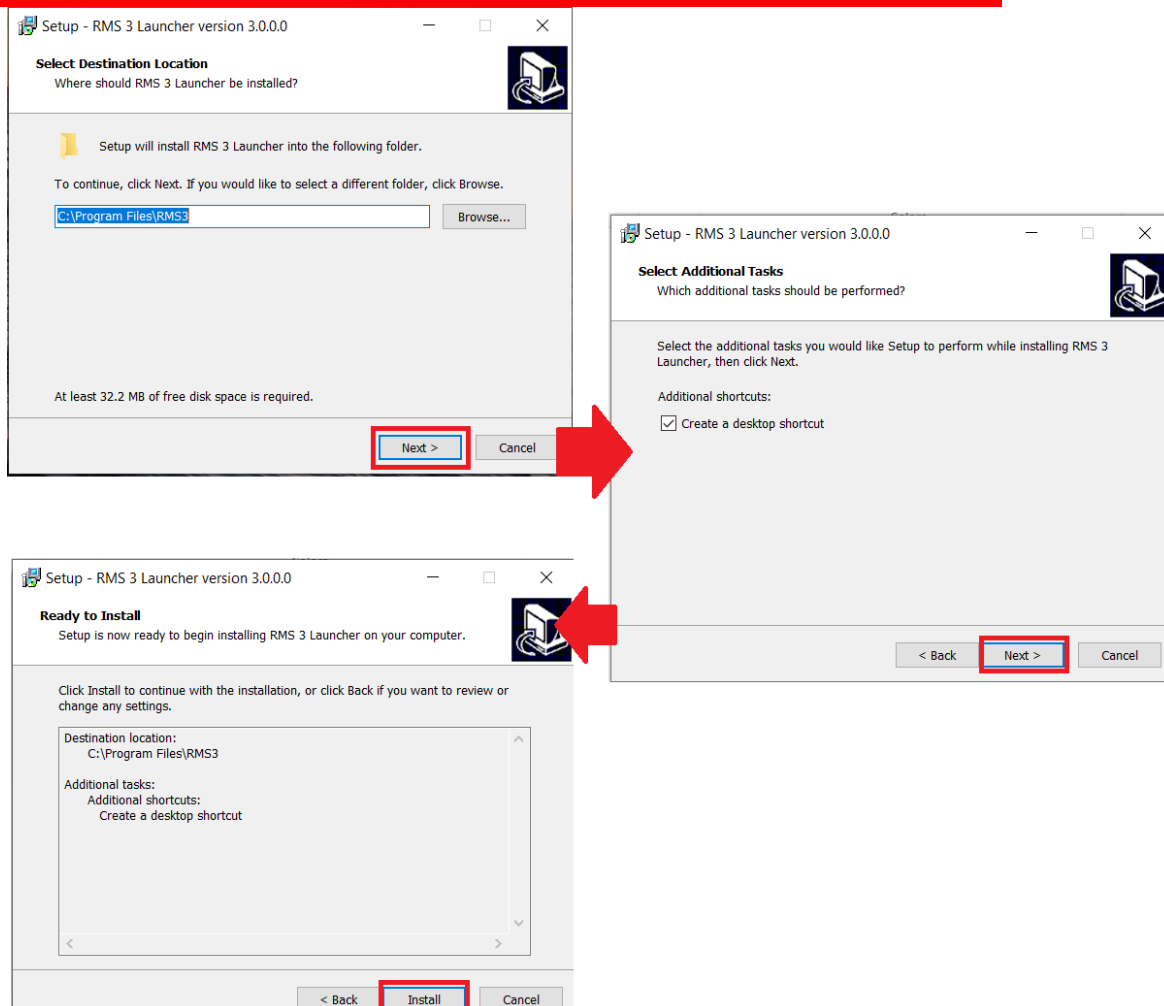 Setup - RMS 3 Launcher version 3.0.0.0
Select Destination Location
Where should RMS 3 Launcher be installed?
Setup will install RMS 3 Launcher into the following folder.
To continue, click Next. If you would like to select a different folder, click Browse.
C:\Program Files\RMS3
Browse...
At least 32.2 MB of free disk space is required.
Next >
Cancel
Setup - RMS 3 Launcher version 3.0.0.0
Select Additional Tasks
Which additional tasks should be performed?
Select the additional tasks you would like Setup to perform while installing RMS 3
Launcher, then click Next.
Additional shortcuts:
Create a desktop shortcut
< Back
Next >
Cancel
Setup - RMS 3 Launcher version 3.0.0.0
Ready to Install
Setup is now ready to begin installing RMS 3 Launcher on your computer.
Click Install to continue with the installation, or click Back if you want to review or
change any settings.
Destination location:
C:\Program Files\RMS3
Additional tasks:
Additional shortcuts:
Create a desktop shortcut
< Back
Install
Cancel